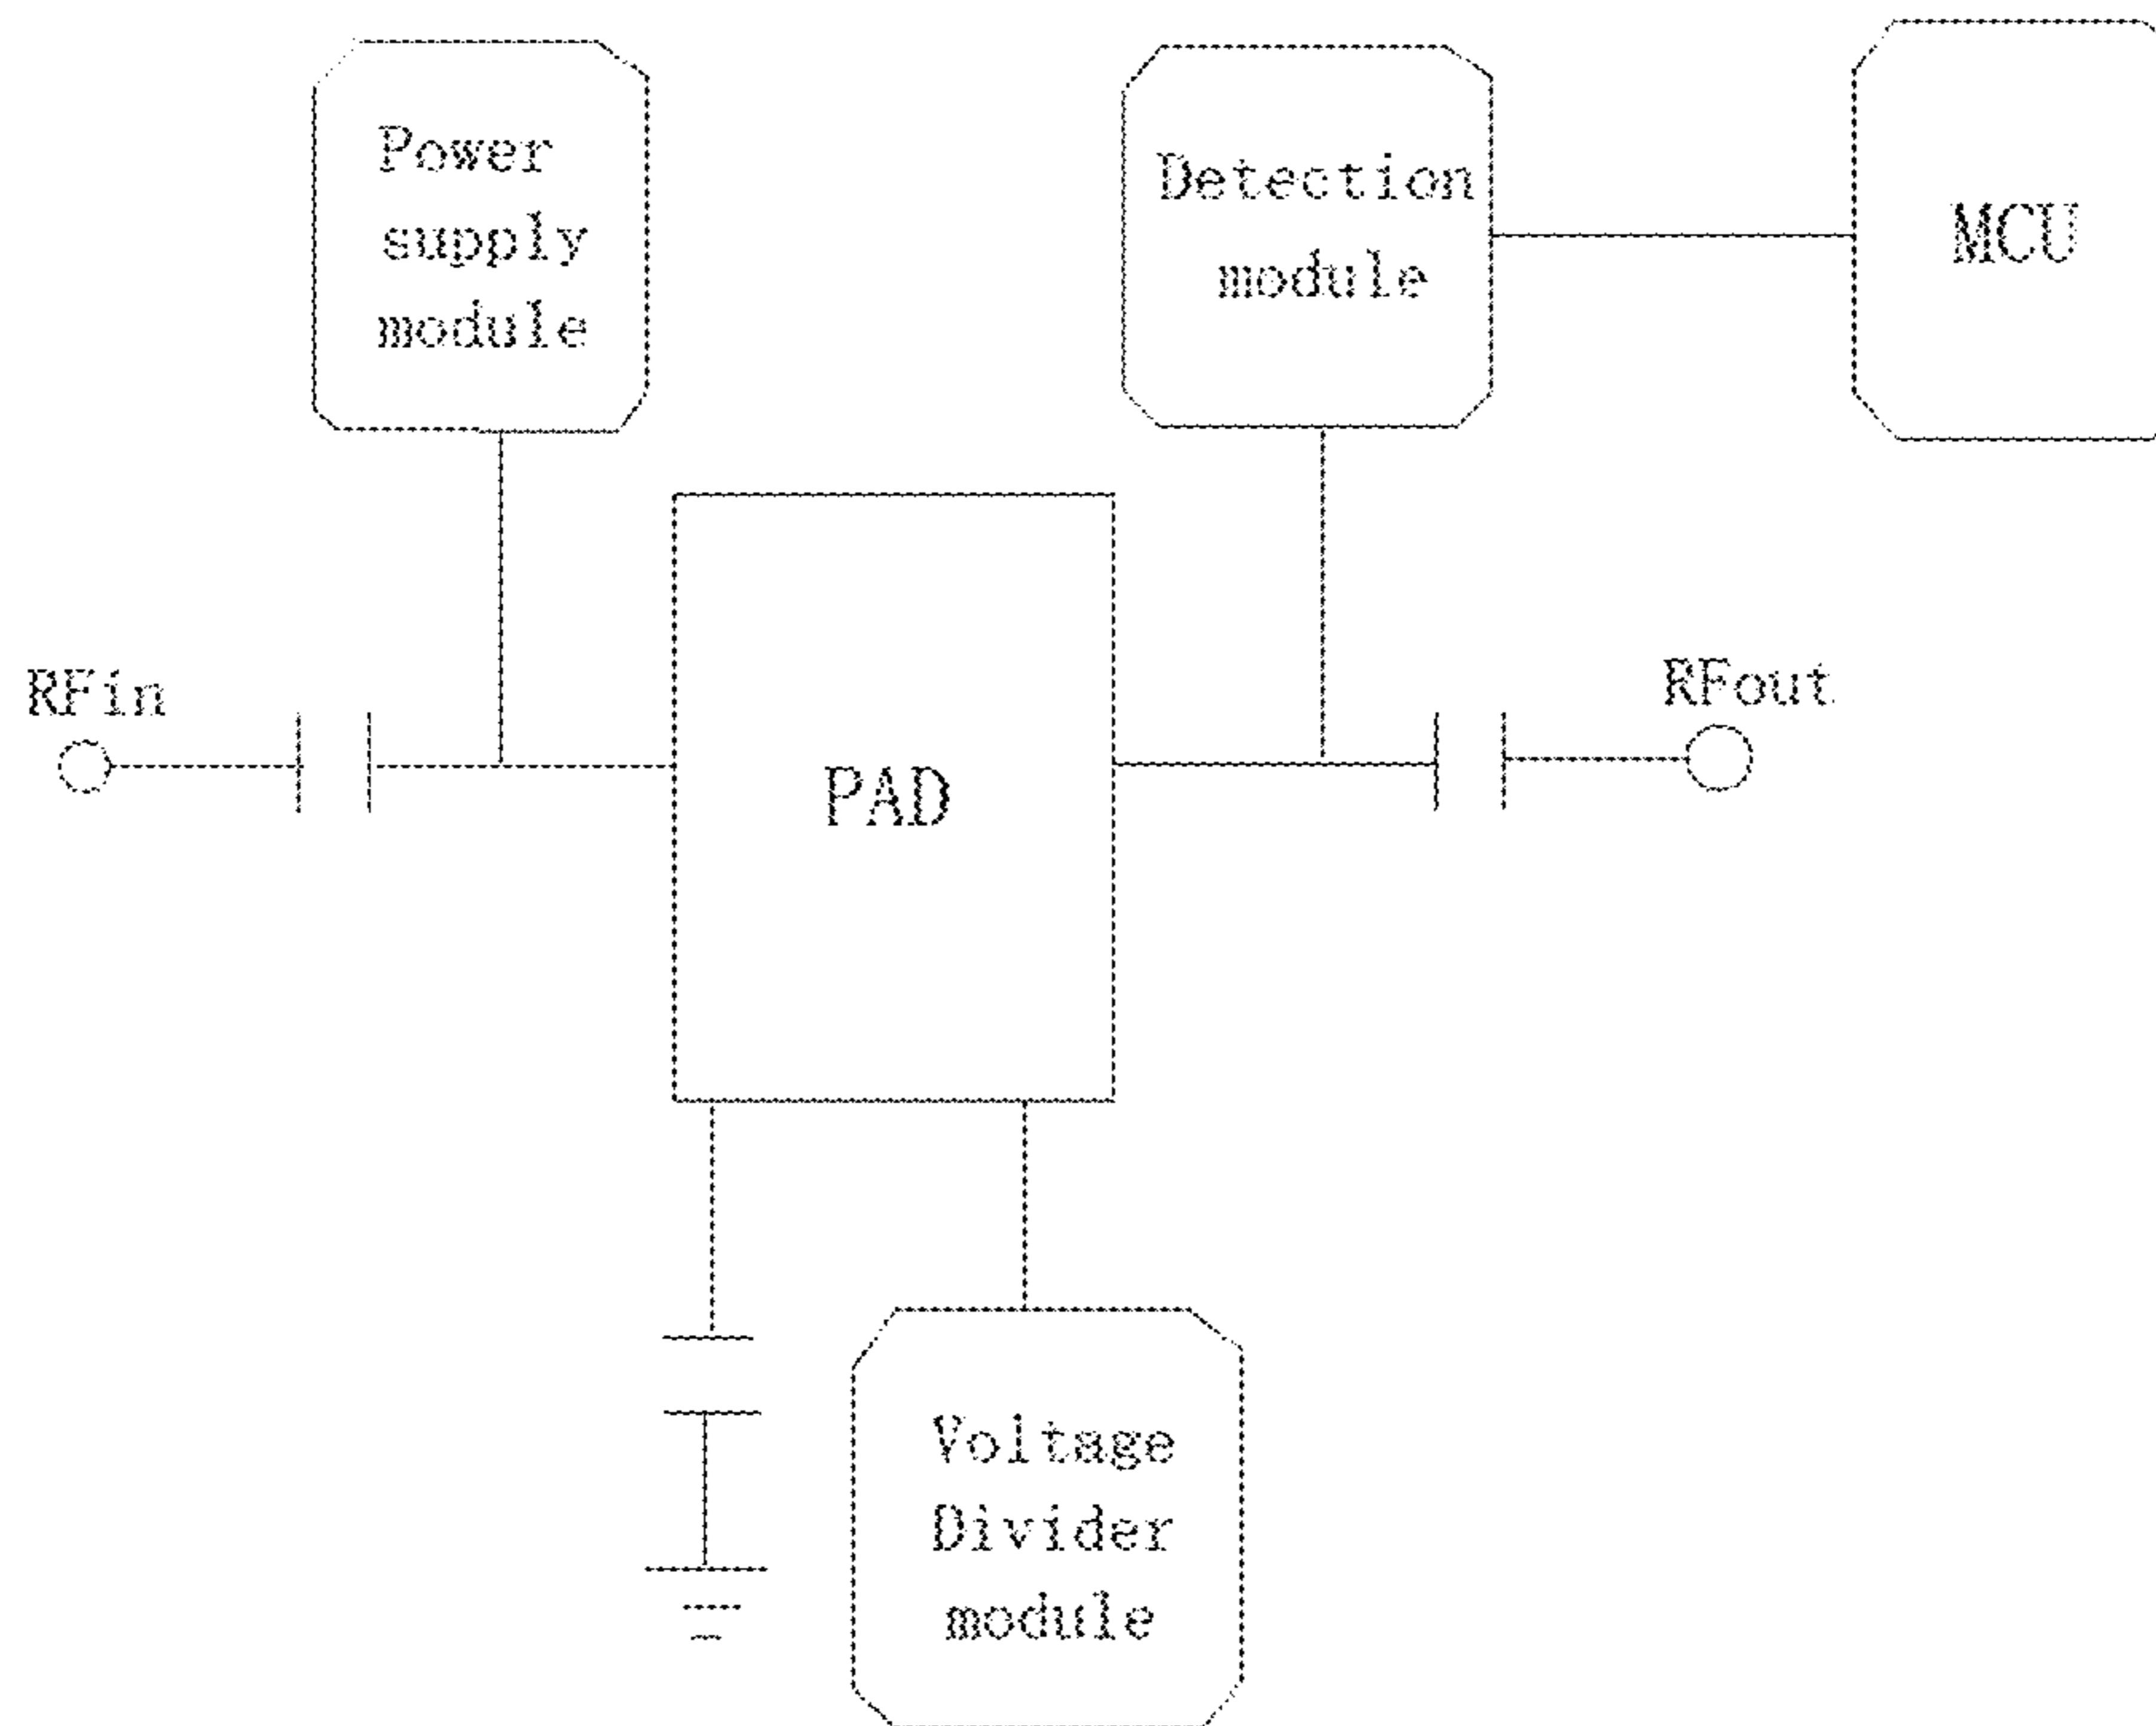 Power
supply
module
Detection
module
MCU
RFin
RFout
PAD
Voltage
Divider
module